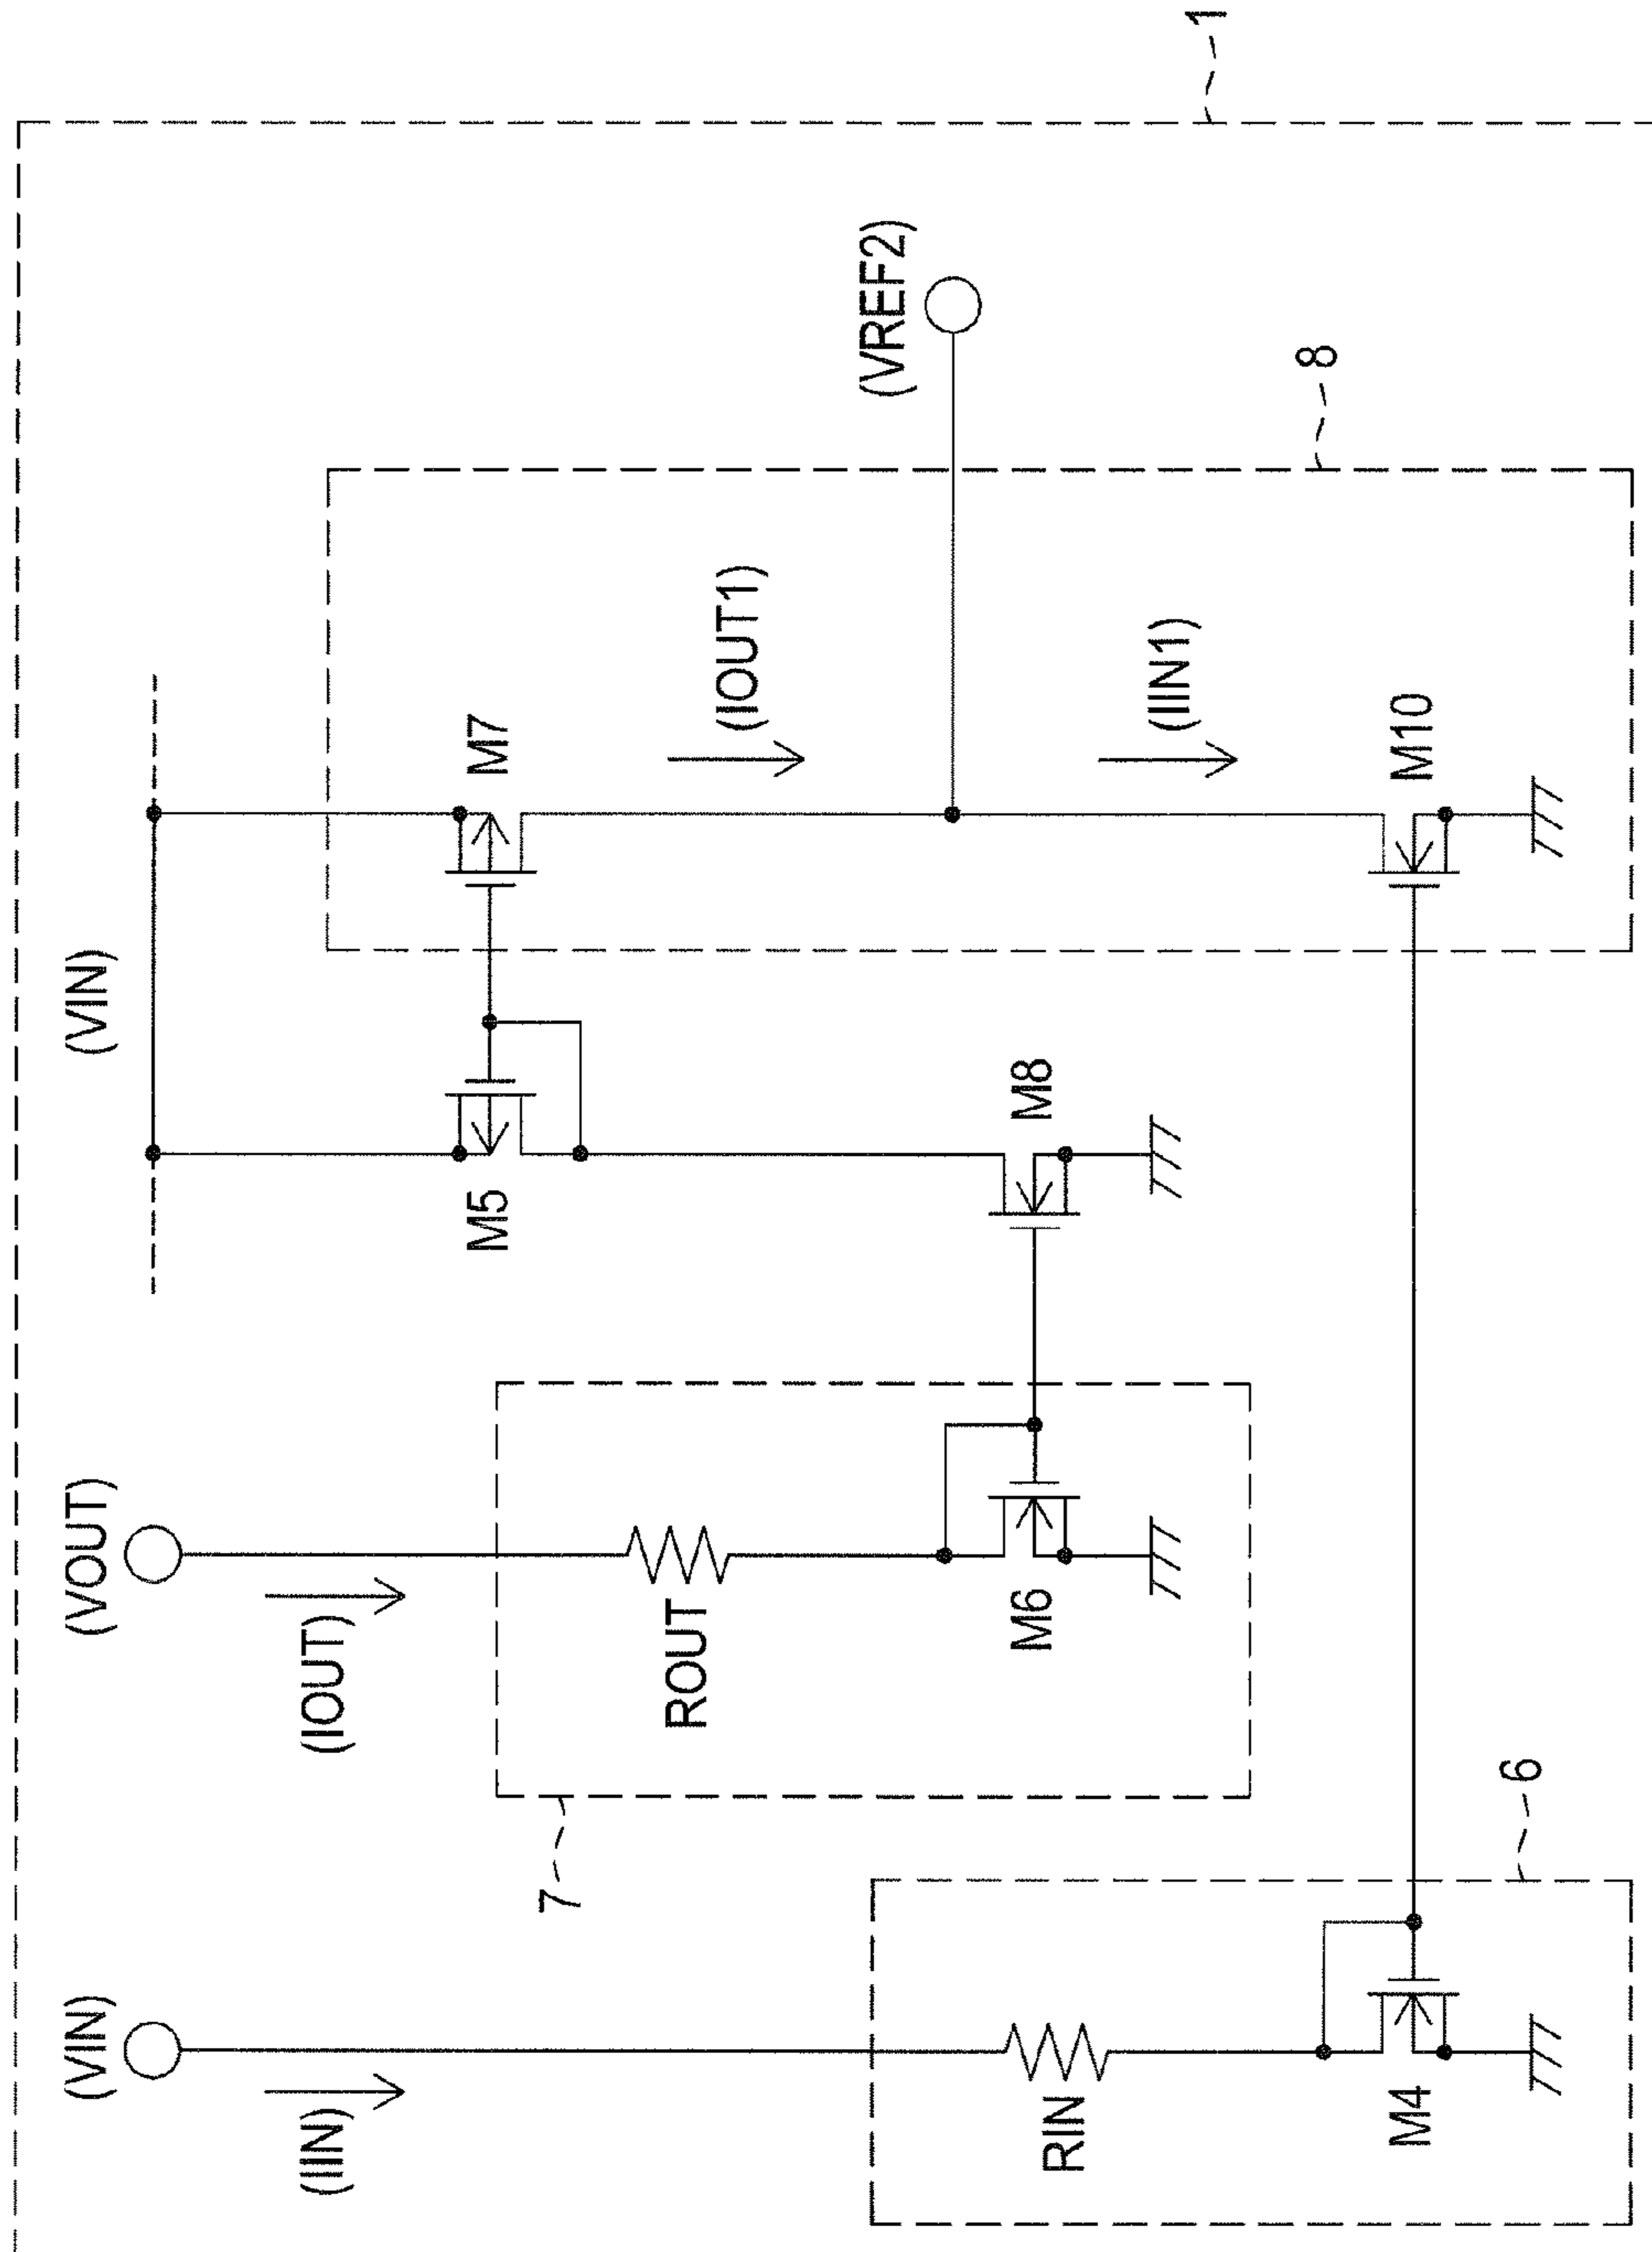 (VIN)
(IIN)
RIN
M4
6
(VOUT)
(IOUT)
ROUT
M6
7
(VIN)
M5
M8
M7
(IOUT1)
(IIN1)
M10
(VREF2)
8
1